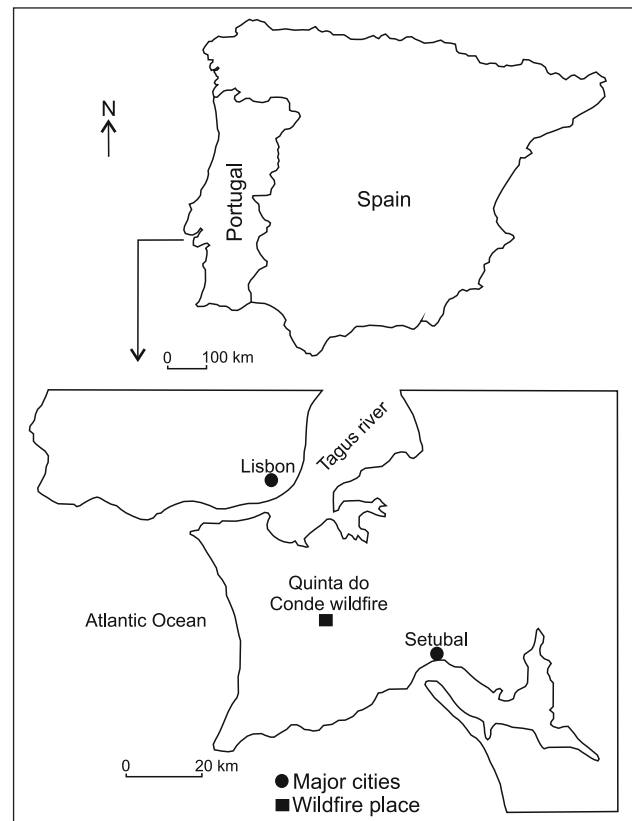 N
Portugal
Spain
0 100 km
Tagus river
Lisbon
Quinta do
Conde wildfire
Atlantic Ocean
Setubal
0 20 km
Major cities
Wildfire place